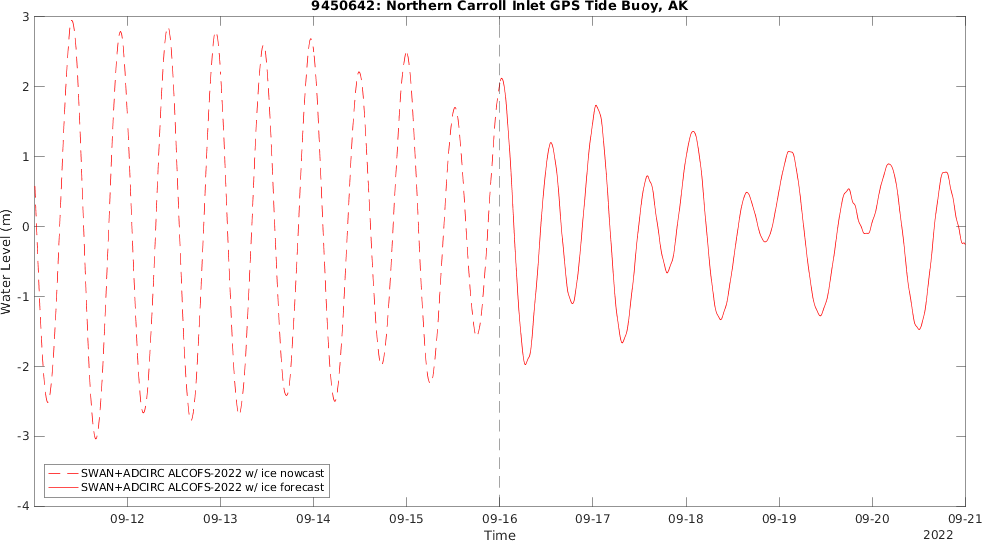 9450642: Northern Carroll Inlet GPS Tide Buoy, AK
3
2
1
0
-1
-2
-3
-4
Water Level (m)
SWAN+ADCIRC ALCOFS-2022 w/ ice nowcast
SWAN+ADCIRC ALCOFS-2022 w/ ice forecast
09-12 09-13 09-14 09-15 09-16 09-17 09-18 09-19 09-20 09-21
Time
2022